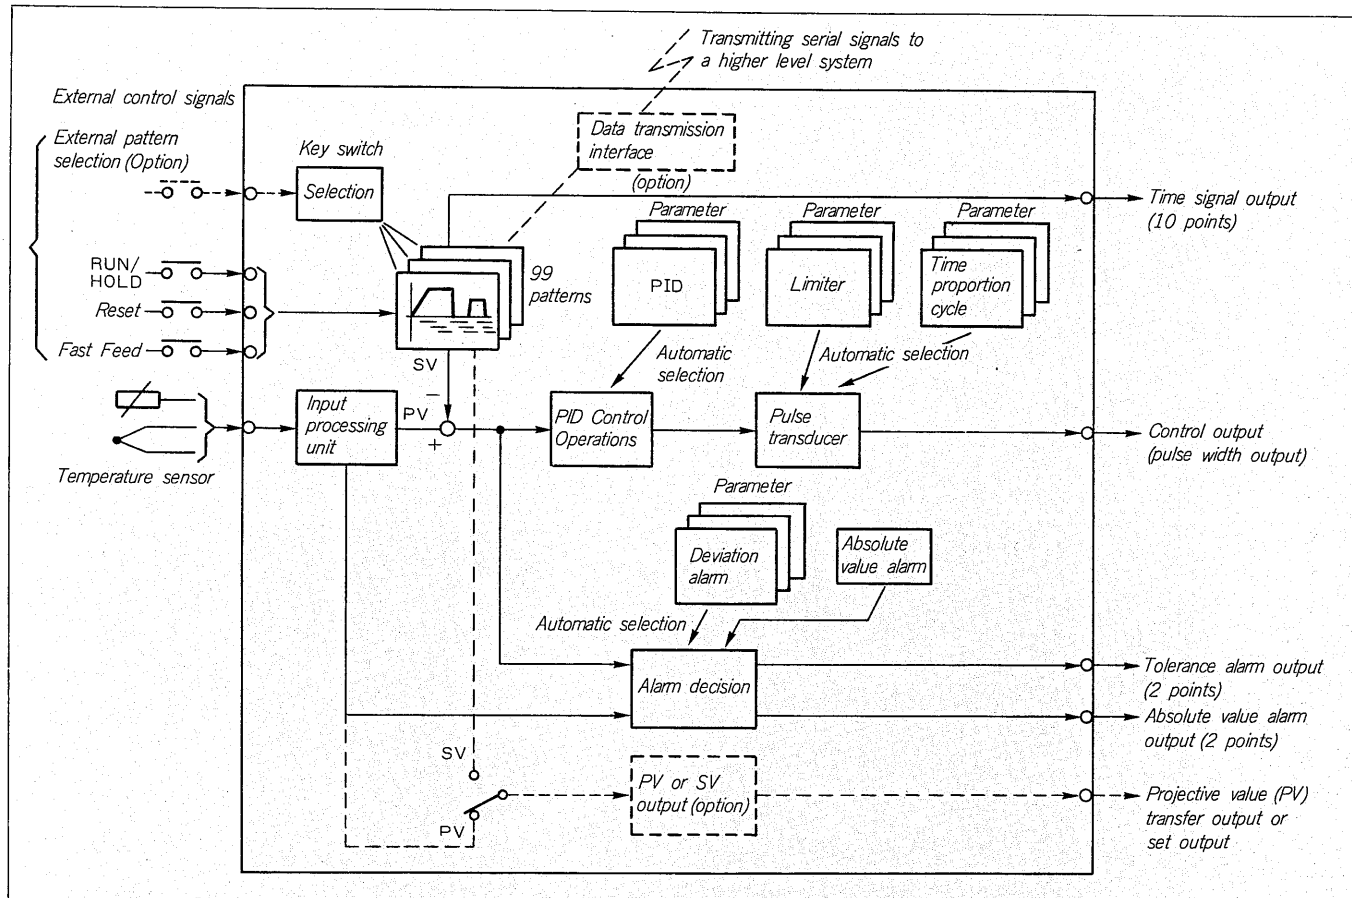 Transmitting serial signals to
a higher level system
External control signals
External pattern
selection (Option)
Key switch
Selection
Data transmission
interface
(option)
Time signal output
(10 points)
Parameter
PID
Parameter
Limiter
Parameter
Time
proportion
cycle
99
patterns
RUN/
HOLD
Reset
Fast Feed
SV
Automatic
selection
Automatic selection
Input
processing
unit
PV
−
+
PID Control
Operations
Pulse
transducer
Control output
(pulse width output)
Temperature sensor
Parameter
Deviation
alarm
Absolute
value alarm
Automatic selection
Alarm decision
Tolerance alarm output
(2 points)
Absolute value alarm
output (2 points)
SV
PV
PV or SV
output (option)
Projective value (PV)
transfer output or
set output